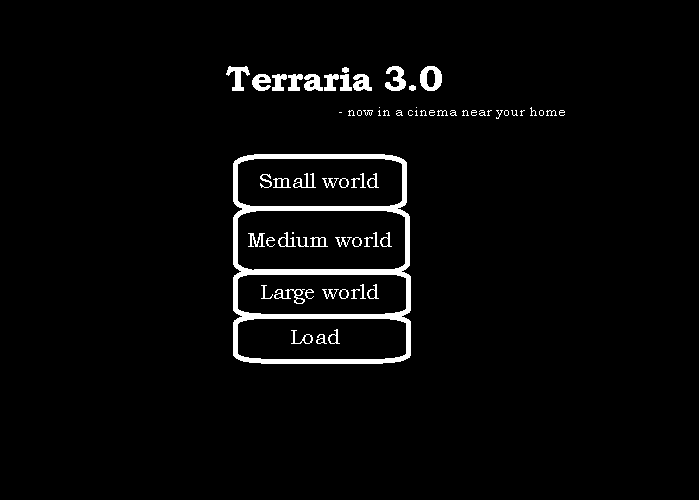 Terraria 3.0
- now in a cinema near your home
Small world
Medium world
Large world
Load